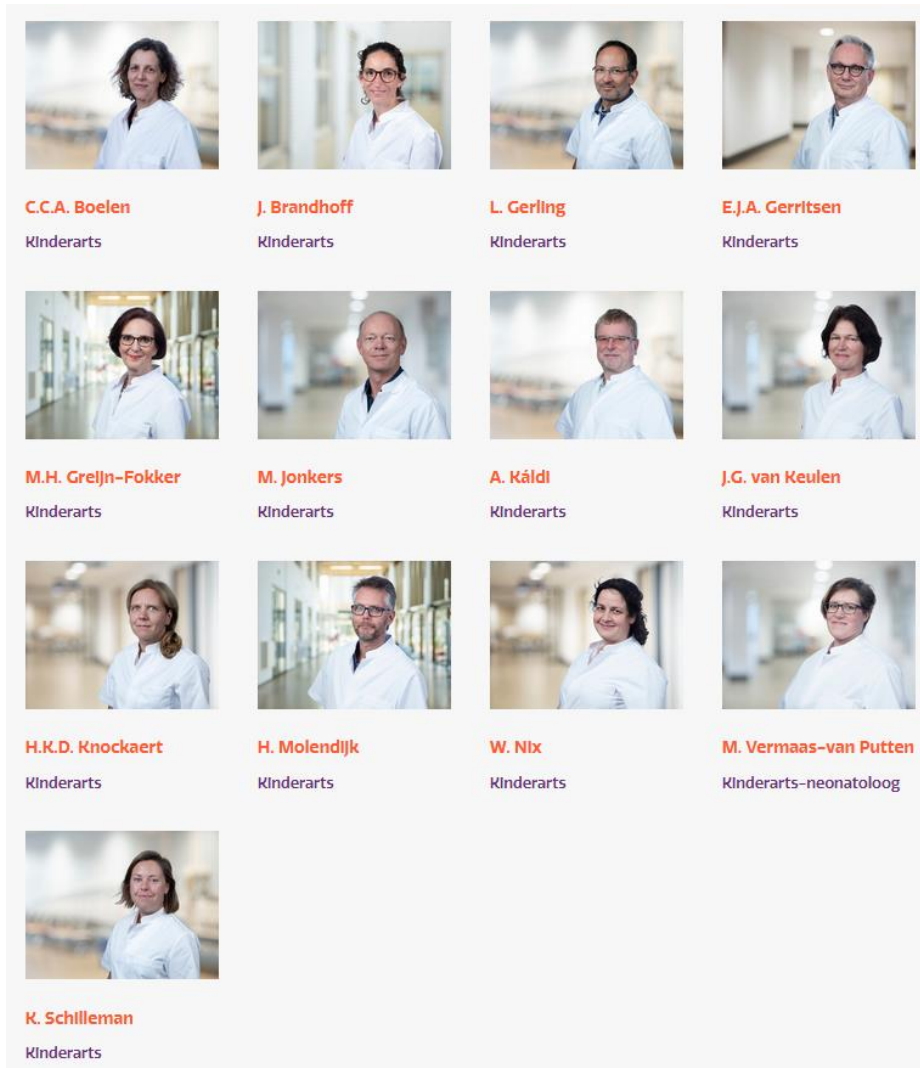 C.C.A. Boelen
Kinderarts
J. Brandhoff
Kinderarts
L. Gerling
Kinderarts
E.J.A. Gerritsen
Kinderarts
M.H. Greijn-Fokker
Kinderarts
M. Jonkers
Kinderarts
A. Káldi
Kinderarts
J.G. van Keulen
Kinderarts
H.K.D. Knockaert
Kinderarts
H. Molendijk
Kinderarts
W. Nix
Kinderarts
M. Vermaas-van Putten
Kinderarts-neonatoloog
K. Schilleman
Kinderarts